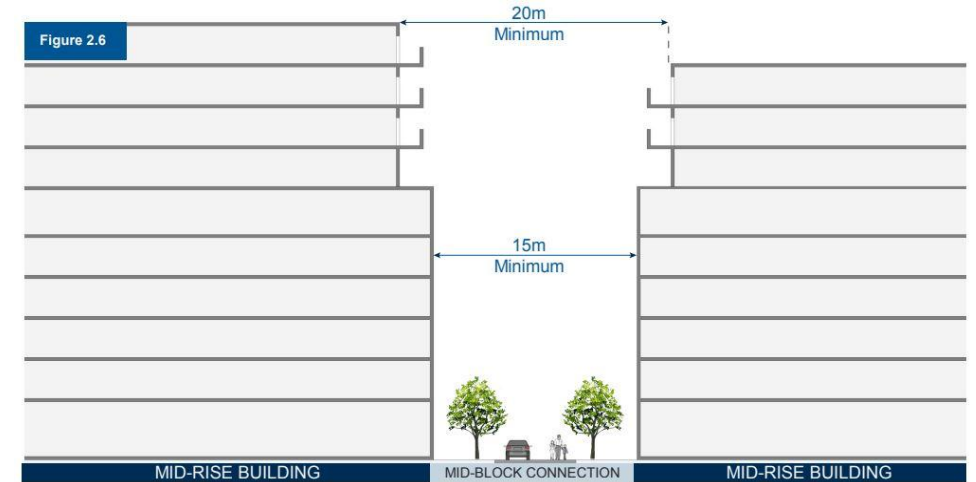 Figure 2.6
20m
Minimum
15m
Minimum
MID-RISE BUILDING
MID-BLOCK CONNECTION
MID-RISE BUILDING